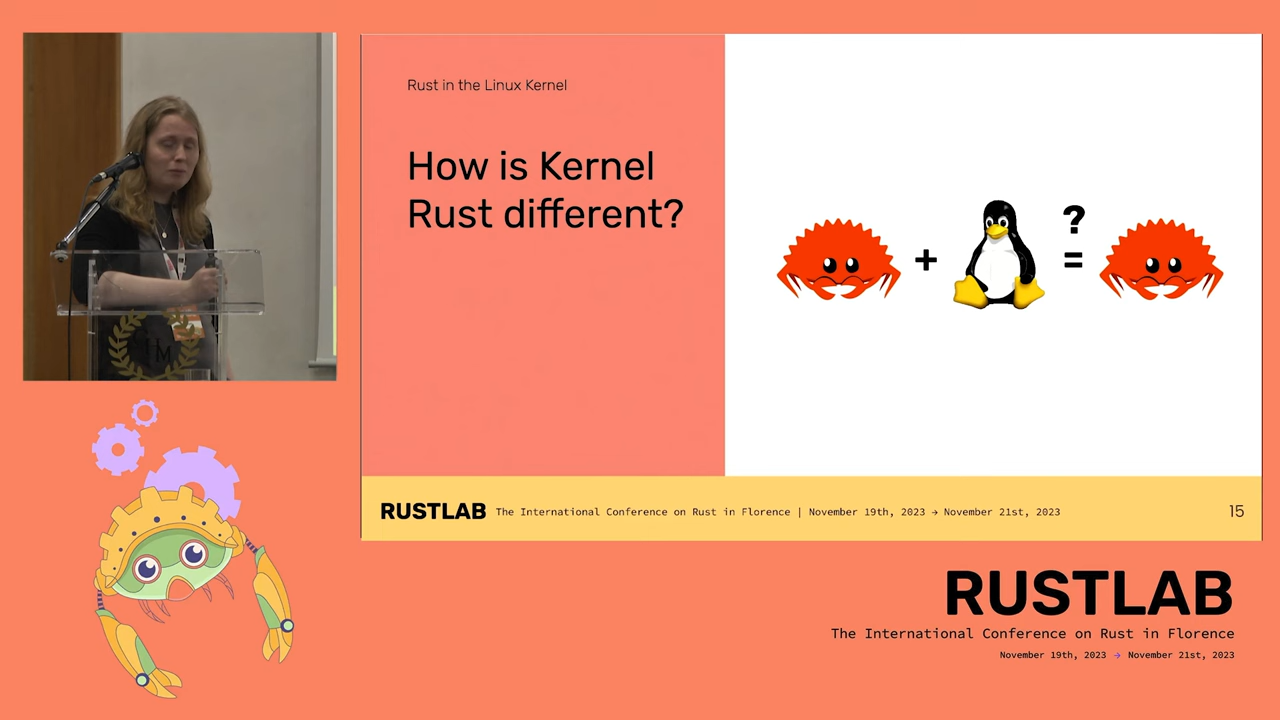 Rust in the Linux Kernel
How is Kernel
Rust different?
+
?
=
RUSTLAB The International Conference on Rust in Florence | November 19th, 2023 → November 21st, 2023
15
RUSTLAB
The International Conference on Rust in Florence
November 19th, 2023 → November 21st, 2023